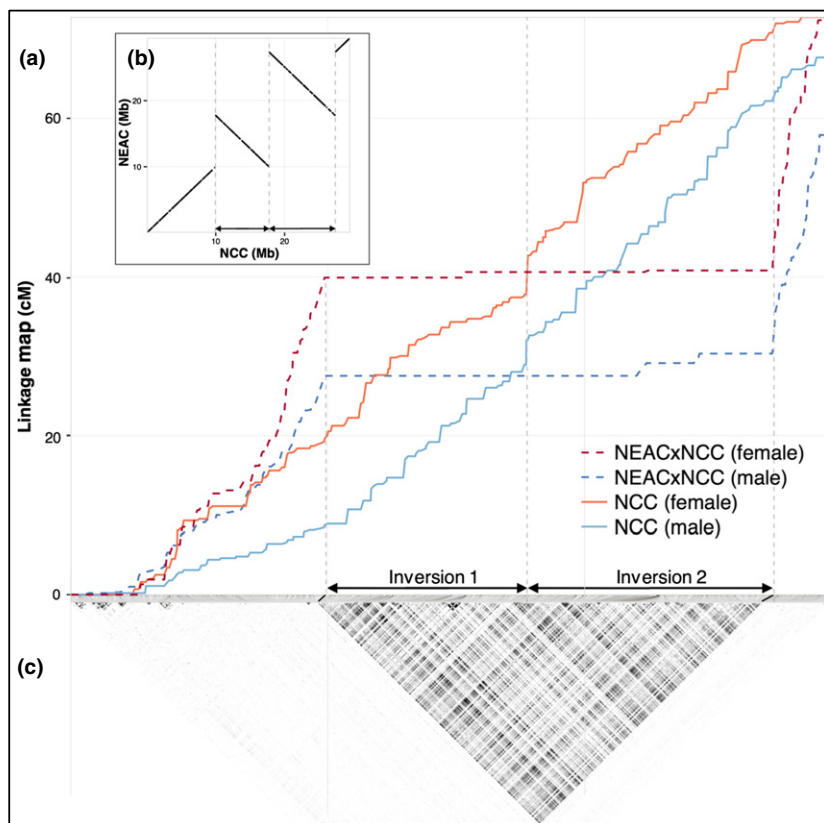 (a)
(b)
NEAC (Mb)
20
10
10
20
NCC (Mb)
Linkage map (cM)
60
40
20
0
NEACxNCC (female)
NEACxNCC (male)
NCC (female)
NCC (male)
Inversion 1
Inversion 2
(c)